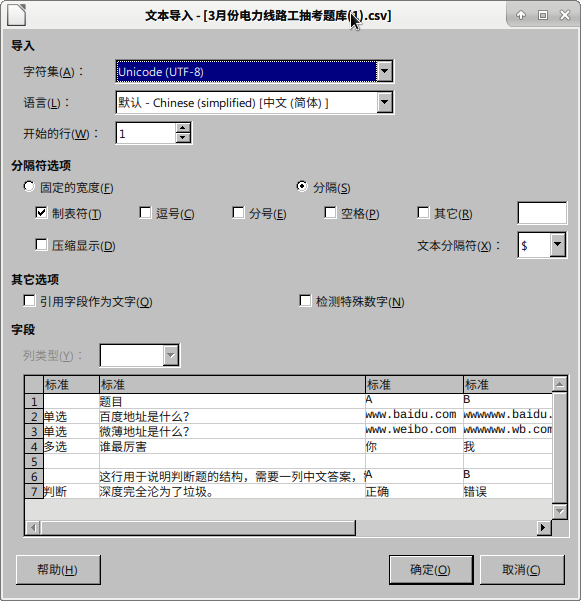 文本导入 - [3月份电力线路工抽考题库(1).csv]
导入
字符集(A)： Unicode (UTF-8)
语言(L)： 默认 - Chinese (simplified) [中文 (简体) ]
开始的行(W)： 1
分隔符选项
固定的宽度(F) 分隔(S)
制表符(T) 逗号(C) 分号(E) 空格(P) 其它(R)
压缩显示(D) 文本分隔符(X)： $
其它选项
引用字段作为文字(Q) 检测特殊数字(N)
字段
列类型(Y)：
标准 标准 标准 标准
1 题目 A B
2 单选 百度地址是什么？ www.baidu.com wwwwww.baidu.
3 单选 微薄地址是什么？ www.weibo.com wwwwwww.wb.com
4 多选 谁最厉害 你 我
5
6 这行用于说明判断题的结构，需要一列中文答案， A B
7 判断 深度完全沦为了垃圾。 正确 错误
帮助(H) 确定(O) 取消(C)